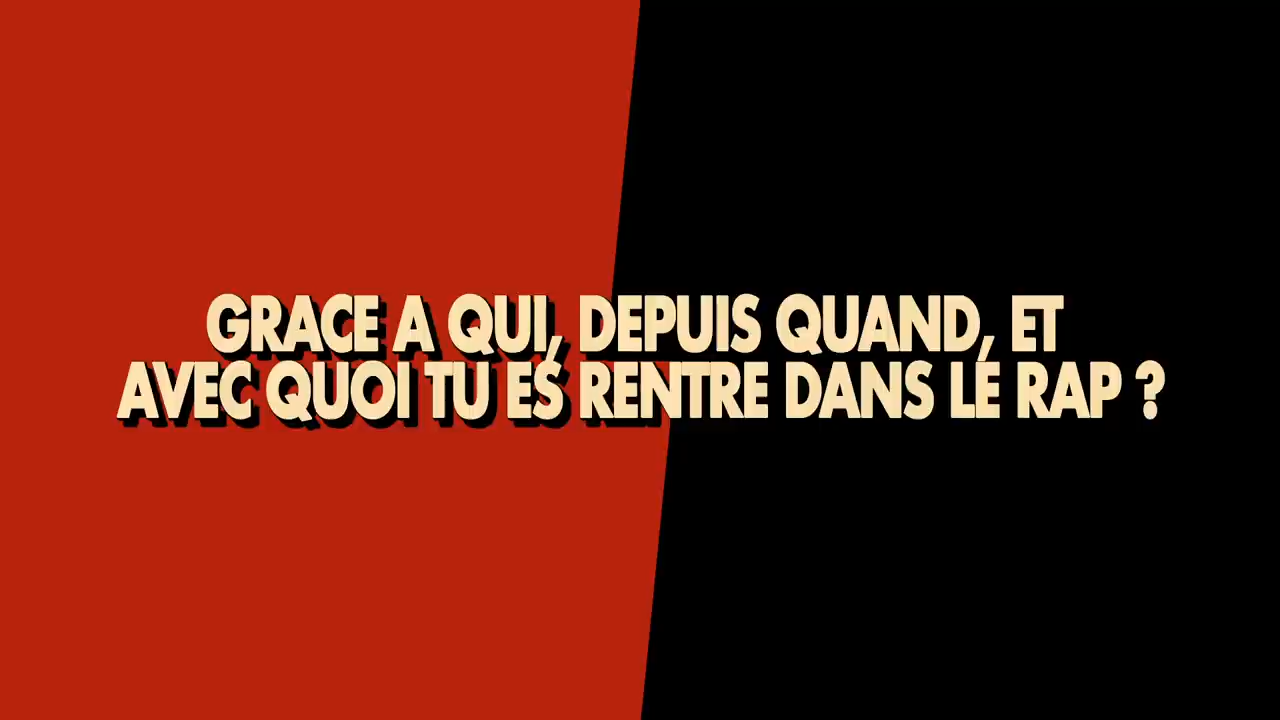 GRACE A QUI, DEPUIS QUAND, ET
AVEC QUOI TU ES RENTRE DANS LE RAP ?